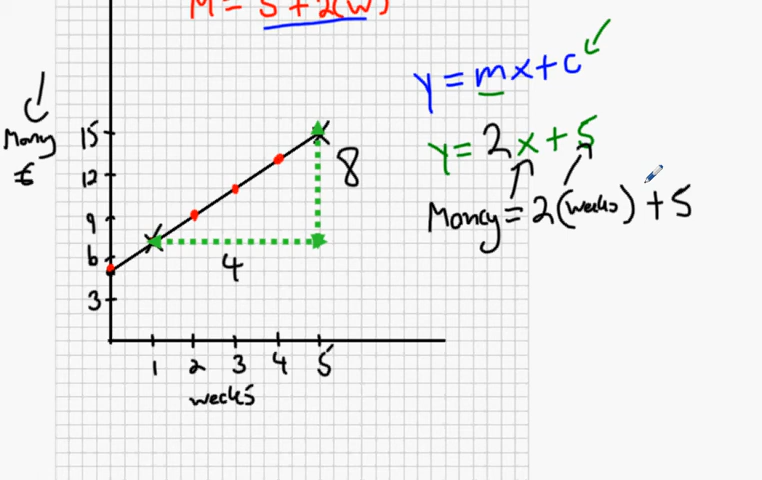 M = 5 + 2(W)
y = mx + c
Money
€
15
12
9
6
3
8
4
1 2 3 4 5
weeks
y = 2x + 5
Money = 2(weeks) + 5